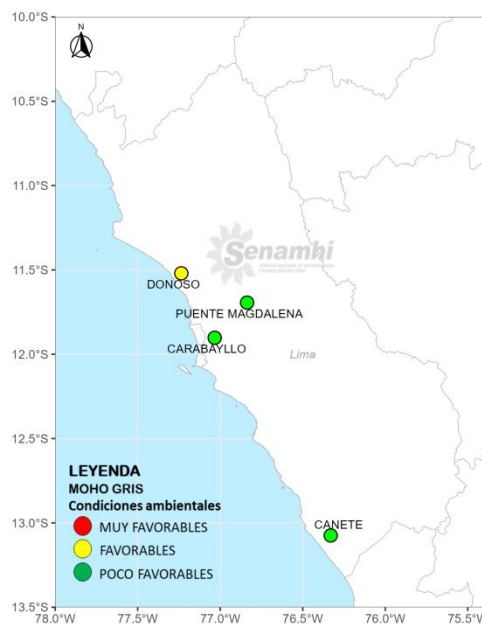 10.0°S
N
10.5°S
11.0°S
11.5°S
Senamhi
DONOSO
PUENTE MAGDALENA
CARABAYLLO
12.0°S
Lima
12.5°S
LEYENDA
MOHO GRIS
Condiciones ambientales
MUY FAVORABLES
FAVORABLES
POCO FAVORABLES
CANETE
13.0°S
13.5°S
78.0°W
77.5°W
77.0°W
76.5°W
76.0°W
75.5°W